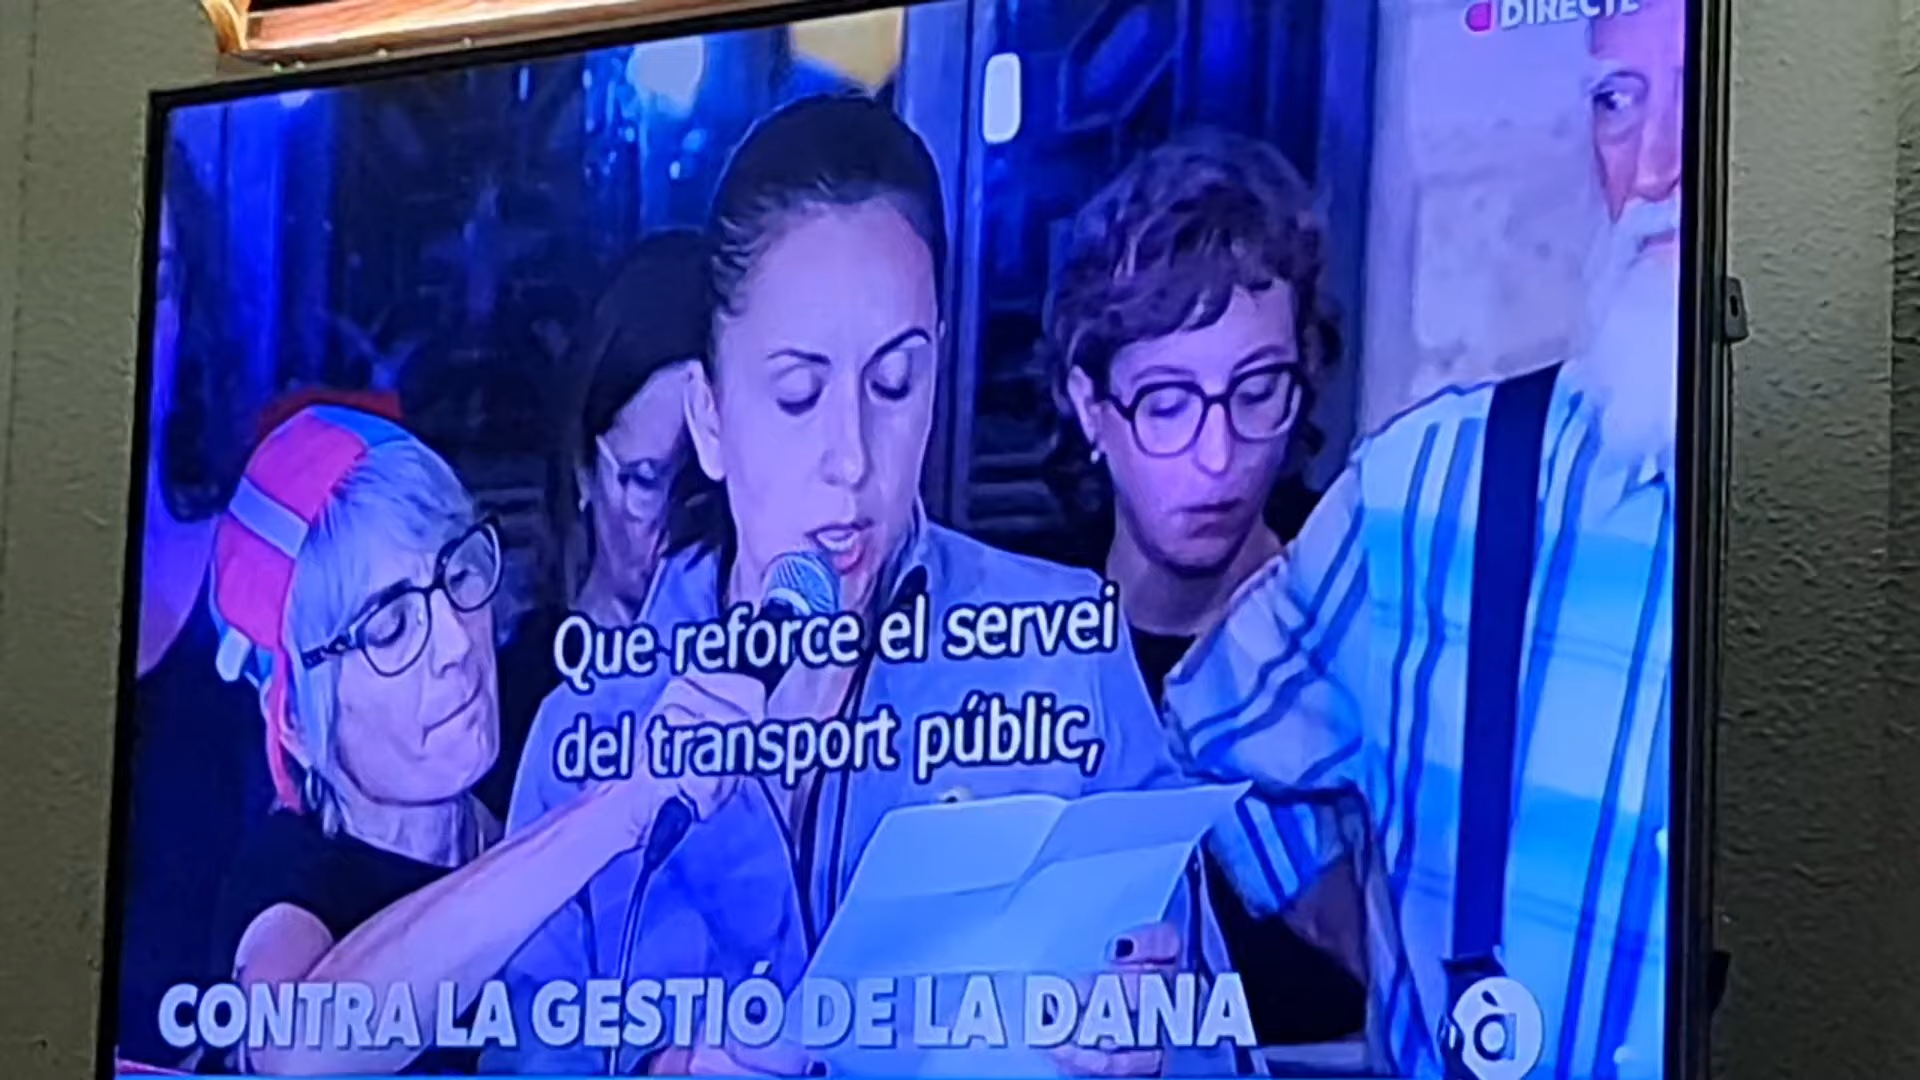 DIRECTE
Que reforce el servei
del transport públic,
CONTRA LA GESTIÓ DE LA DANA
à